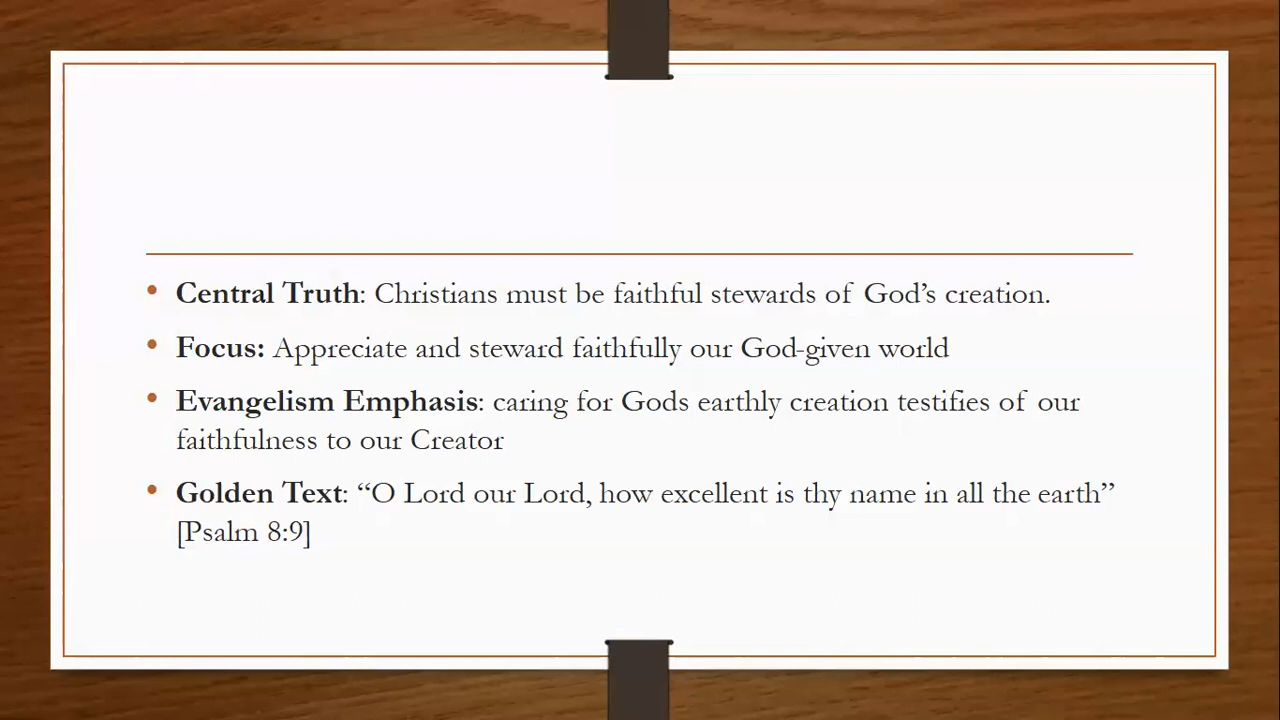 • Central Truth: Christians must be faithful stewards of God’s creation.
• Focus: Appreciate and steward faithfully our God-given world
• Evangelism Emphasis: caring for Gods earthly creation testifies of our
faithfulness to our Creator
• Golden Text: “O Lord our Lord, how excellent is thy name in all the earth”
[Psalm 8:9]